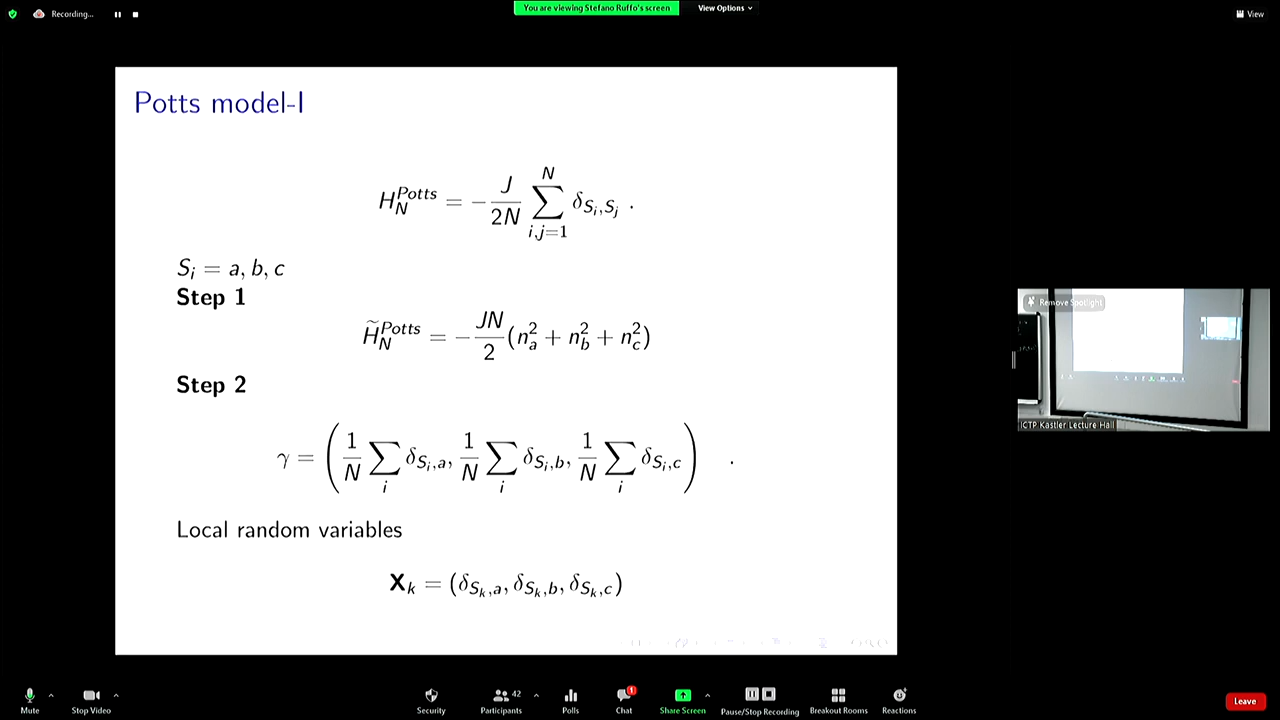 Recording...
You are viewing Stefano Ruffo's screen
View Options
View
Potts model-I
H_N^{Potts} = -\frac{J}{2N} \sum_{i,j=1}^{N} \delta_{S_i,S_j} .
S_i = a, b, c
Step 1
\tilde{H}_N^{Potts} = -\frac{JN}{2} (n_a^2 + n_b^2 + n_c^2)
Step 2
\gamma = \left( \frac{1}{N} \sum_i \delta_{S_i,a}, \frac{1}{N} \sum_i \delta_{S_i,b}, \frac{1}{N} \sum_i \delta_{S_i,c} \right) .
Local random variables
\mathbf{X}_k = (\delta_{S_k,a}, \delta_{S_k,b}, \delta_{S_k,c})
Remove Spotlight
ICTP Kastler Lecture Hall
Mute
Stop Video
Security
42
Participants
Polls
1
Chat
Share Screen
Pause/Stop Recording
Breakout Rooms
Reactions
Leave